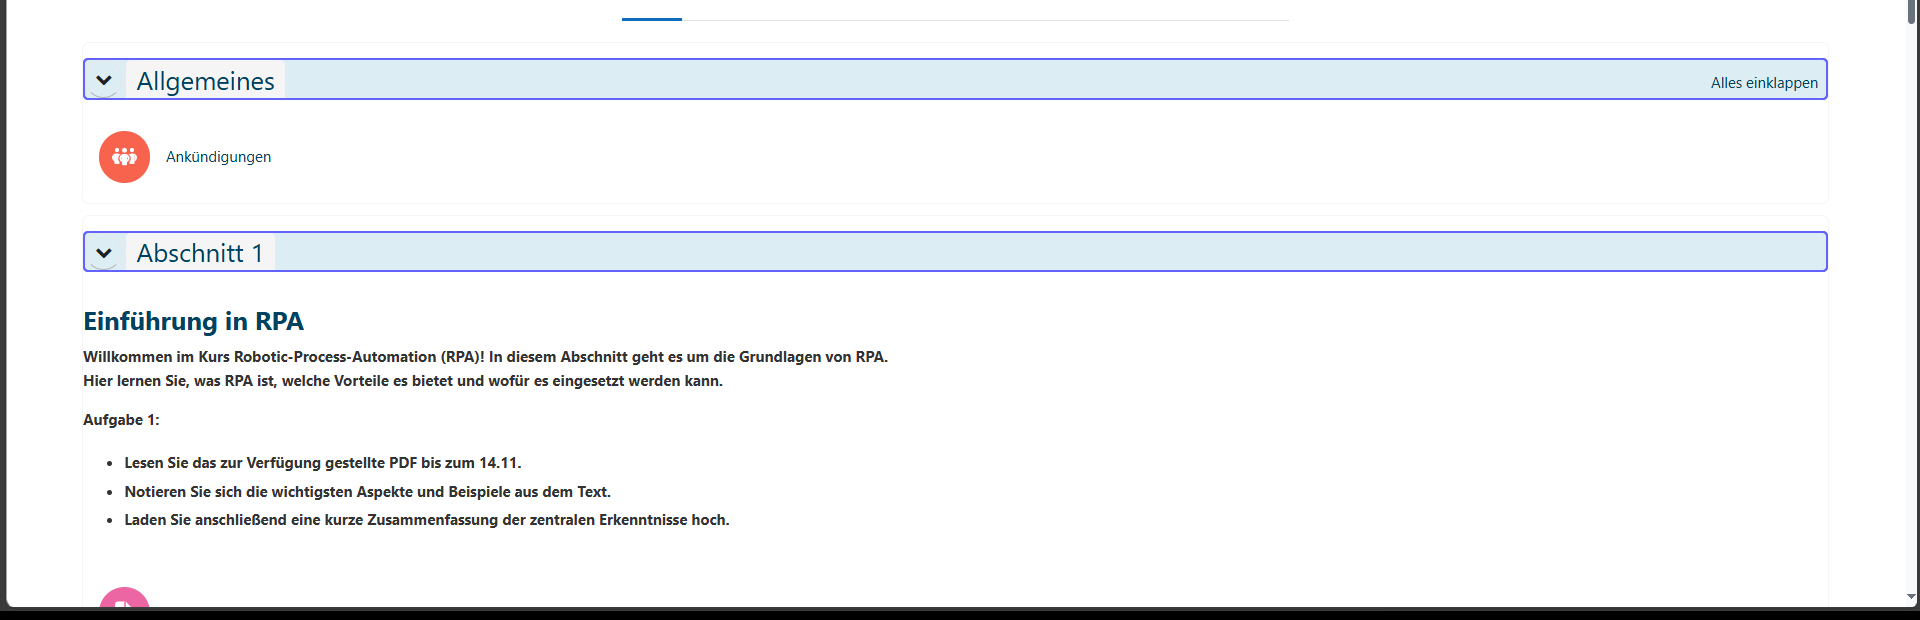 Allgemeines
Alles einklappen
Ankündigungen
Abschnitt 1
Einführung in RPA
Willkommen im Kurs Robotic-Process-Automation (RPA)! In diesem Abschnitt geht es um die Grundlagen von RPA.
Hier lernen Sie, was RPA ist, welche Vorteile es bietet und wofür es eingesetzt werden kann.
Aufgabe 1:
Lesen Sie das zur Verfügung gestellte PDF bis zum 14.11.
Notieren Sie sich die wichtigsten Aspekte und Beispiele aus dem Text.
Laden Sie anschließend eine kurze Zusammenfassung der zentralen Erkenntnisse hoch.